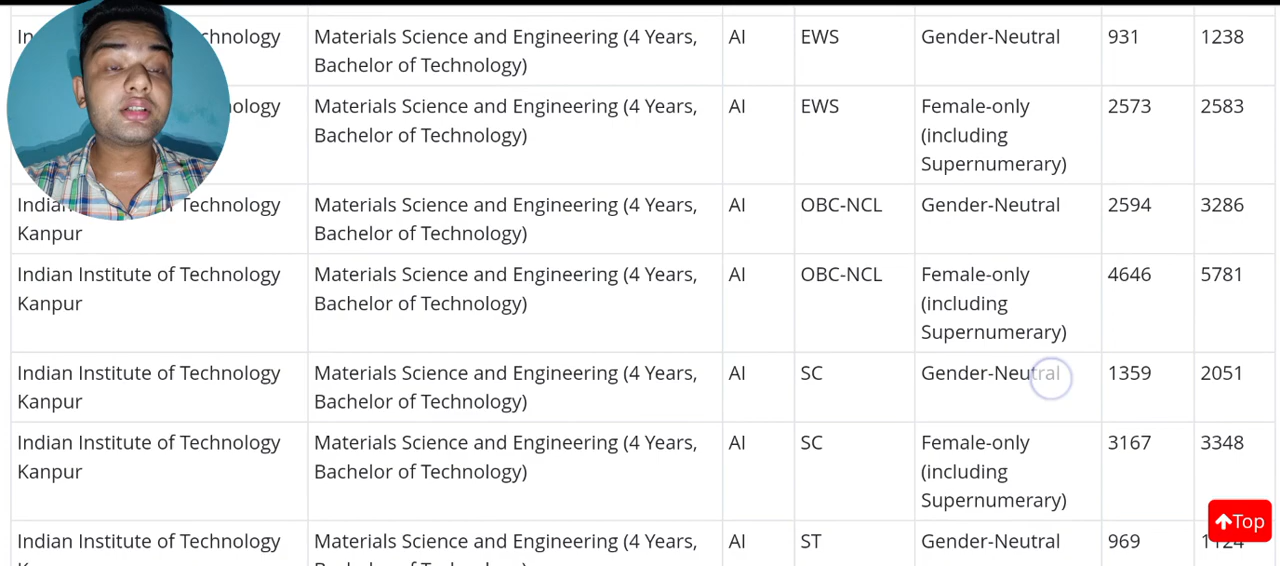 chnology Materials Science and Engineering (4 Years, AI EWS Gender-Neutral 931 1238
Bachelor of Technology)
ology Materials Science and Engineering (4 Years, AI EWS Female-only 2573 2583
Bachelor of Technology) (including
Supernumerary)
Indian Technology Materials Science and Engineering (4 Years, AI OBC-NCL Gender-Neutral 2594 3286
Kanpur Bachelor of Technology)
Indian Institute of Technology Materials Science and Engineering (4 Years, AI OBC-NCL Female-only 4646 5781
Kanpur Bachelor of Technology) (including
Supernumerary)
Indian Institute of Technology Materials Science and Engineering (4 Years, AI SC Gender-Neutral 1359 2051
Kanpur Bachelor of Technology)
Indian Institute of Technology Materials Science and Engineering (4 Years, AI SC Female-only 3167 3348
Kanpur Bachelor of Technology) (including
Supernumerary)
Top
Indian Institute of Technology Materials Science and Engineering (4 Years, AI ST Gender-Neutral 969 1124